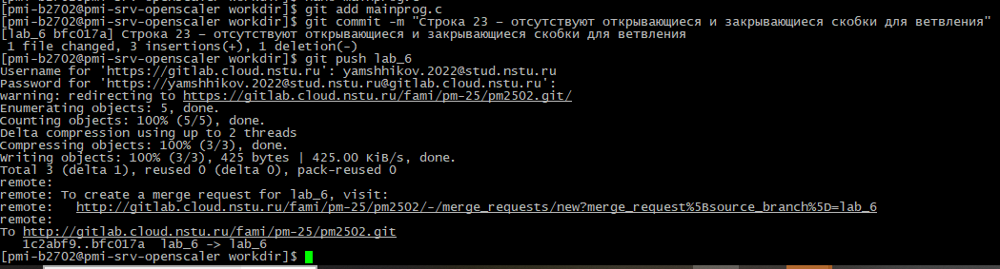 [pmi-b2702@pmi-srv-openscaler workdir]$ git add mainprog.c
[pmi-b2702@pmi-srv-openscaler workdir]$ git commit -m "Строка 23 – отсутствуют открывающиеся и закрывающиеся скобки для ветвления"
[lab_6 bfc017a] Строка 23 – отсутствуют открывающиеся и закрывающиеся скобки для ветвления
 1 file changed, 3 insertions(+), 1 deletion(-)
[pmi-b2702@pmi-srv-openscaler workdir]$ git push lab_6
Username for 'https://gitlab.cloud.nstu.ru': yamshhikov.2022@stud.nstu.ru
Password for 'https://yamshhikov.2022@stud.nstu.ru@gitlab.cloud.nstu.ru':
warning: redirecting to https://gitlab.cloud.nstu.ru/fami/pm-25/pm2502.git/
Enumerating objects: 5, done.
Counting objects: 100% (5/5), done.
Delta compression using up to 2 threads
Compressing objects: 100% (3/3), done.
Writing objects: 100% (3/3), 425 bytes | 425.00 KiB/s, done.
Total 3 (delta 1), reused 0 (delta 0), pack-reused 0
remote:
remote: To create a merge request for lab_6, visit:
remote:   http://gitlab.cloud.nstu.ru/fami/pm-25/pm2502/-/merge_requests/new?merge_request%5Bsource_branch%5D=lab_6
remote:
To http://gitlab.cloud.nstu.ru/fami/pm-25/pm2502.git
   1c2abf9..bfc017a  lab_6 -> lab_6
[pmi-b2702@pmi-srv-openscaler workdir]$